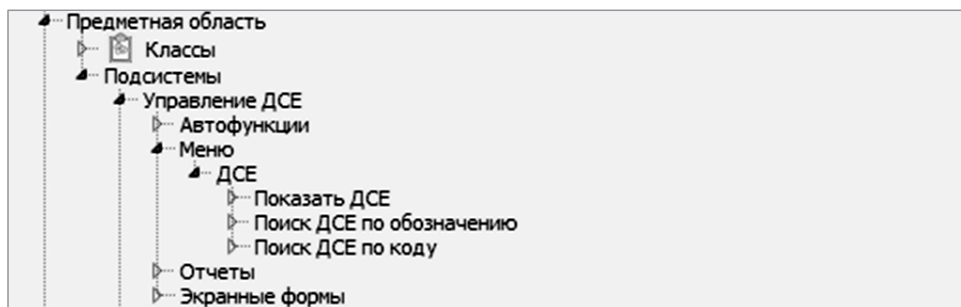 Предметная область
Классы
Подсистемы
Управление ДСЕ
Автофункции
Меню
ДСЕ
Показать ДСЕ
Поиск ДСЕ по обозначению
Поиск ДСЕ по коду
Отчеты
Экранные формы